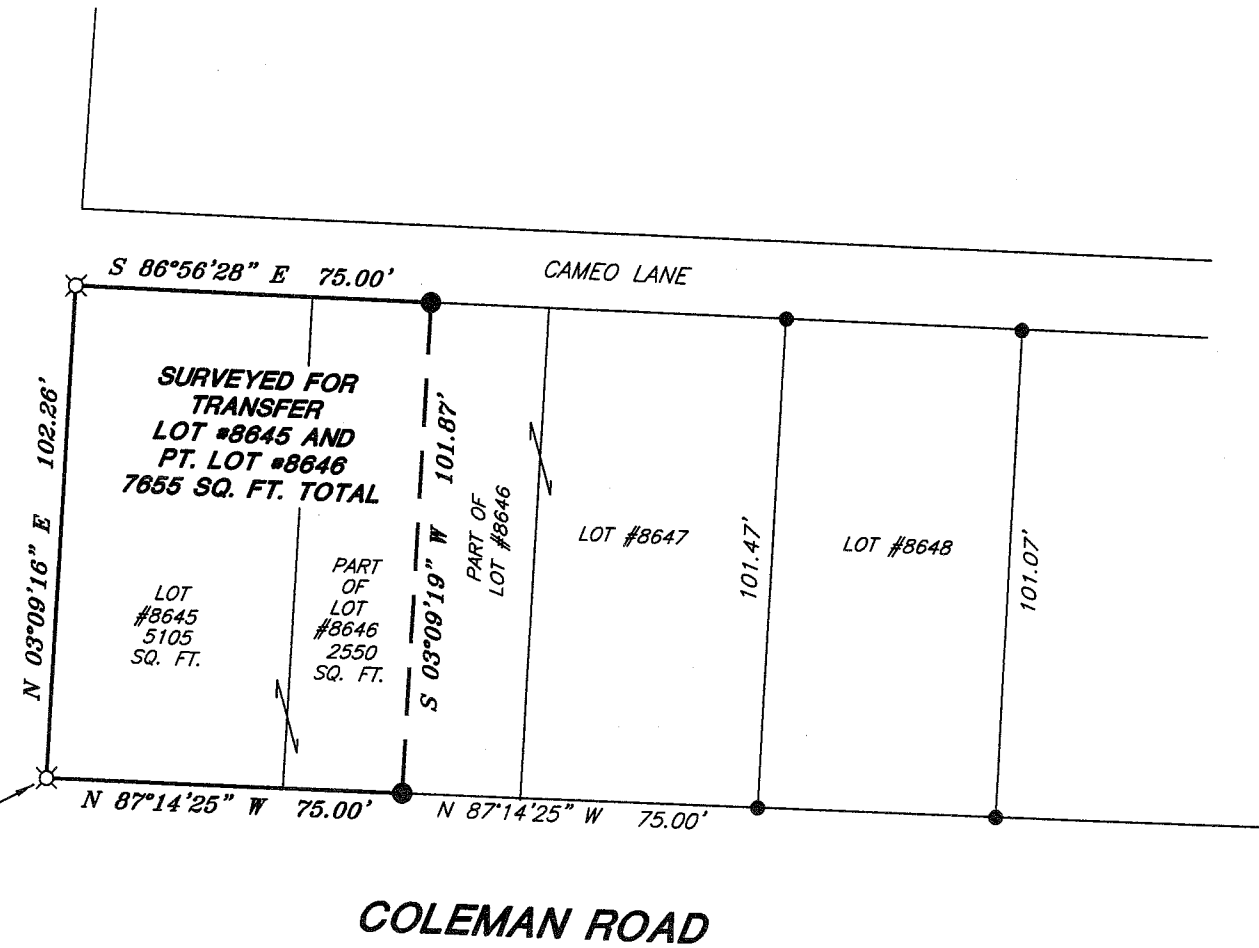 S 86°56'28" E 75.00'
CAMEO LANE
SURVEYED FOR
TRANSFER
LOT #8645 AND
PT. LOT #8646
7655 SQ. FT. TOTAL
N 03°09'16" E 102.26'
LOT
#8645
5105
SQ. FT.
PART
OF
LOT
#8646
2550
SQ. FT.
S 03°09'19" W 101.87'
PART OF
LOT #8646
LOT #8647
101.47'
LOT #8648
101.07'
N 87°14'25" W 75.00'
N 87°14'25" W 75.00'
COLEMAN ROAD